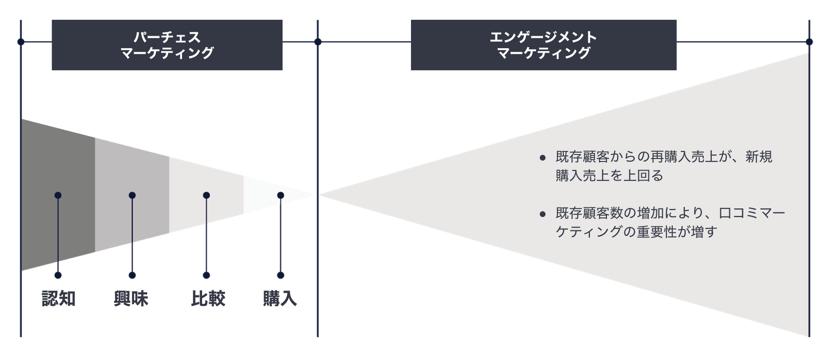 パーチェス
マーケティング
エンゲージメント
マーケティング
• 既存顧客からの再購入売上が、新規
購入売上を上回る
• 既存顧客数の増加により、口コミマー
ケティングの重要性が増す
認知
興味
比較
購入